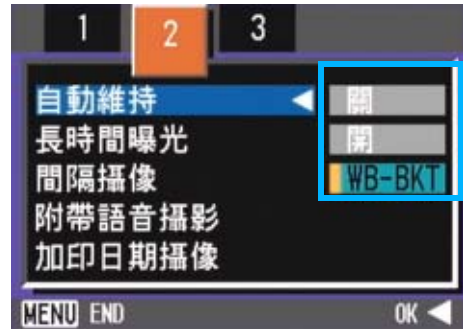 1 2 3
自動維持 ◀ 關
長時間曝光 開
間隔攝像 WB-BKT
附帶語音攝影
加印日期攝像
MENU END OK ◀